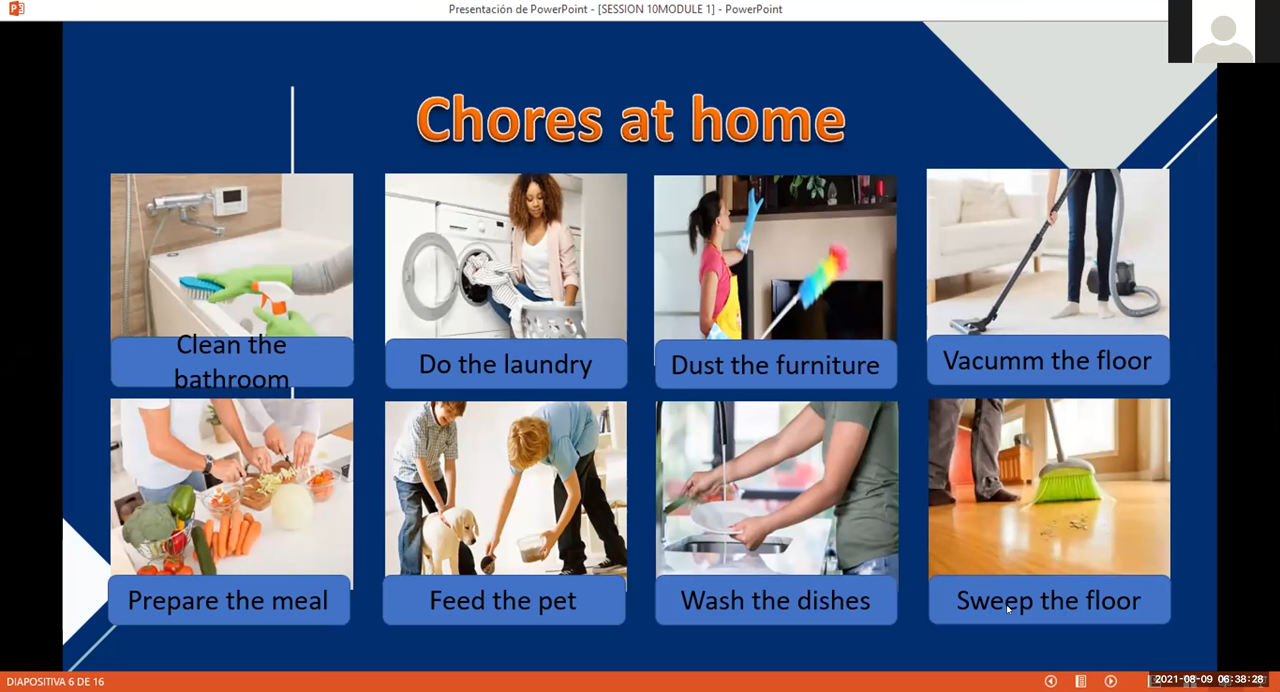 Presentación de PowerPoint - [SESSION 10MODULE 1] - PowerPoint
Chores at home
Clean the
bathroom
Do the laundry
Dust the furniture
Vacumm the floor
Prepare the meal
Feed the pet
Wash the dishes
Sweep the floor
DIAPOSITIVA 6 DE 16
2021-08-09 06:38:28